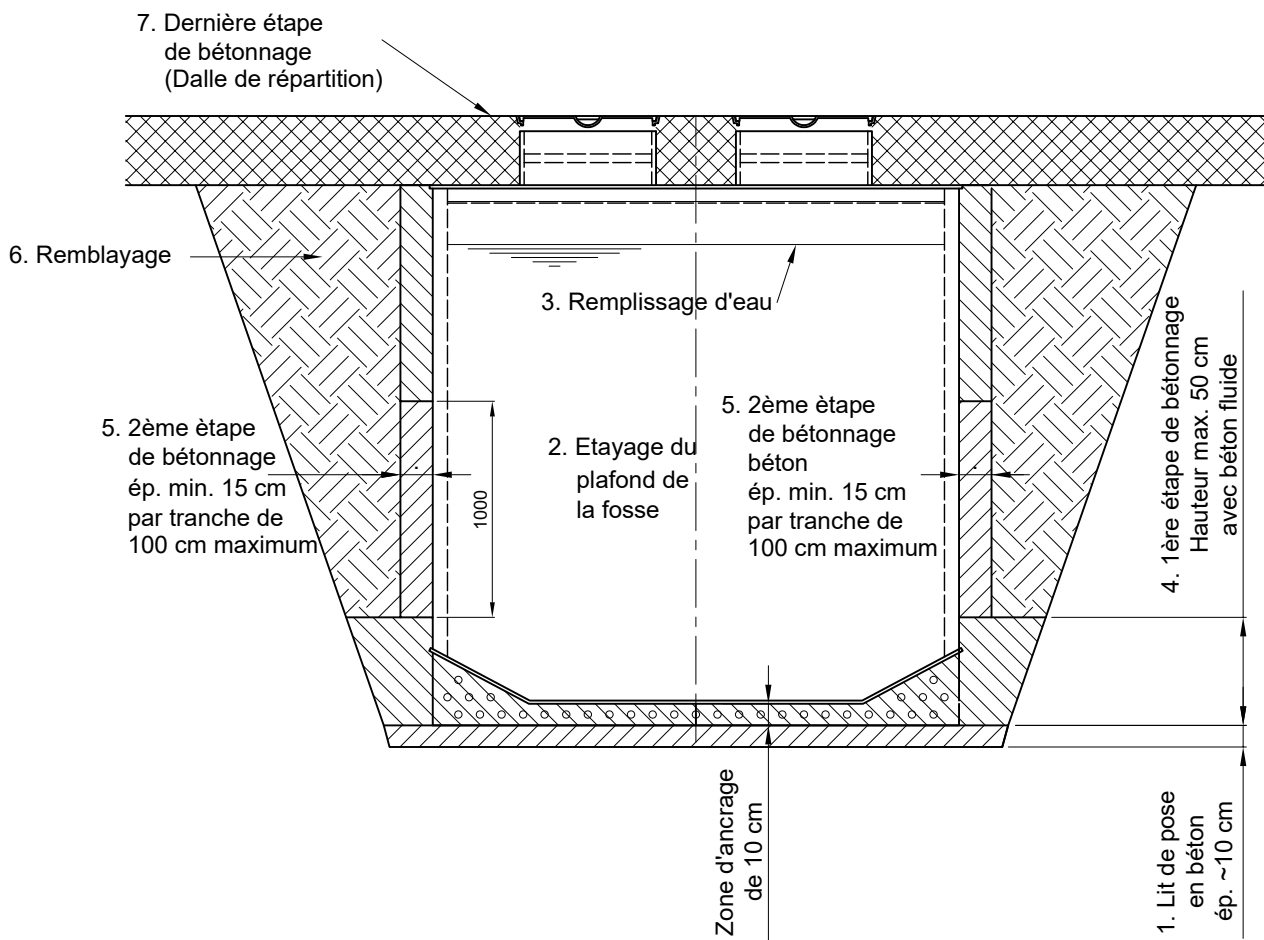 7. Dernière étape
de bétonnage
(Dalle de répartition)
6. Remblayage
3. Remplissage d'eau
5. 2ème ètape
de bétonnage
ép. min. 15 cm
par tranche de
100 cm maximum
1000
2. Etayage du
plafond de
la fosse
5. 2ème ètape
de bétonnage
béton
ép. min. 15 cm
par tranche de
100 cm maximum
4. 1ère étape de bétonnage
Hauteur max. 50 cm
avec béton fluide
Zone d'ancrage
de 10 cm
1. Lit de pose
en béton
ép. ~10 cm